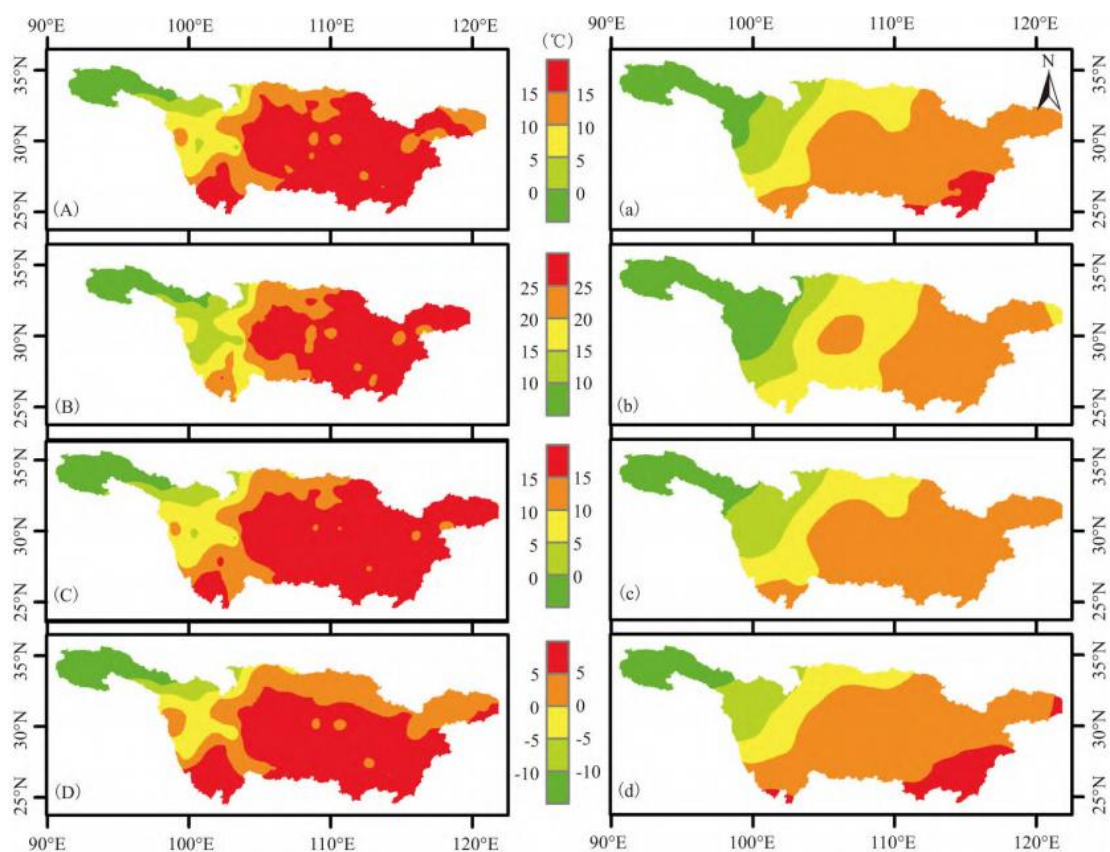 90°E 100°E 110°E 120°E 90°E 100°E 110°E 120°E
(℃)
35°N 30°N 25°N (A)
15 15
10 10
5 5
0 0
N
(a) 35°N 30°N 25°N
35°N 30°N 25°N (B)
25 25
20 20
15 15
10 10
(b) 35°N 30°N 25°N
35°N 30°N 25°N (C)
15 15
10 10
5 5
0 0
(c) 35°N 30°N 25°N
35°N 30°N 25°N (D)
5 5
0 0
-5 -5
-10 -10
(d) 35°N 30°N 25°N
90°E 100°E 110°E 120°E 90°E 100°E 110°E 120°E